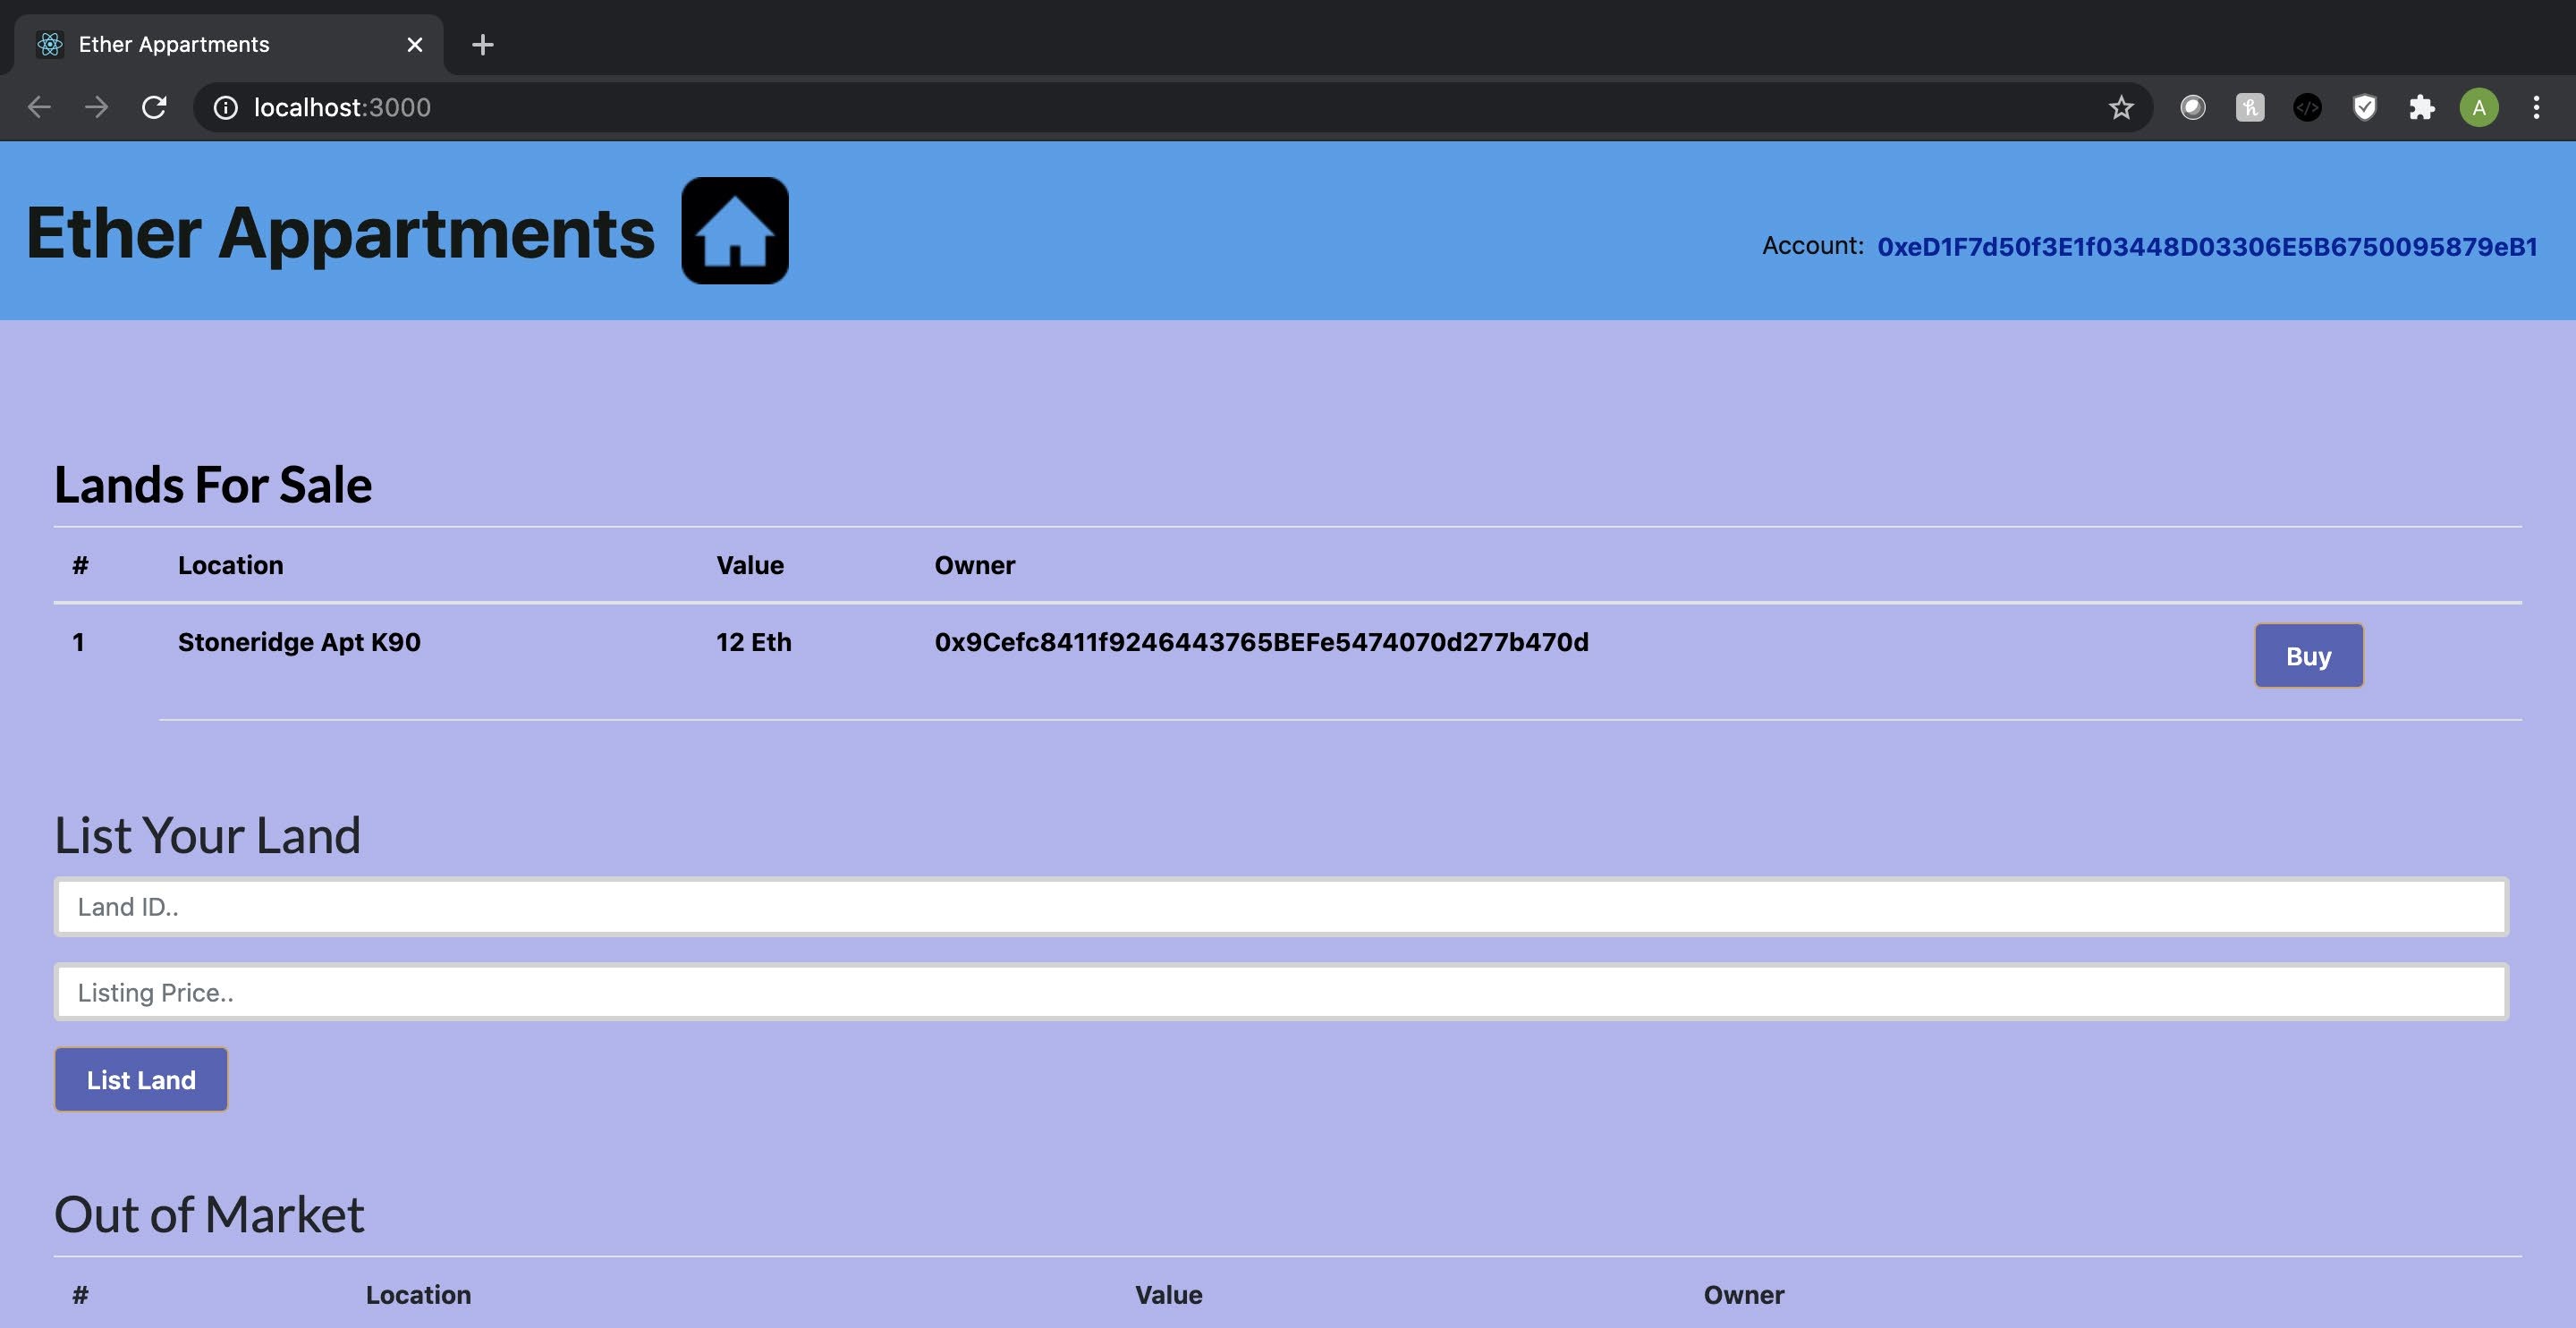 Ether Appartments
localhost:3000
A
Ether Appartments
Account: 0xeD1F7d50f3E1f03448D03306E5B6750095879eB1
Lands For Sale
# Location Value Owner
1 Stoneridge Apt K90 12 Eth 0x9Cefc8411f9246443765BEFe5474070d277b470d Buy
List Your Land
Land ID..
Listing Price..
List Land
Out of Market
# Location Value Owner